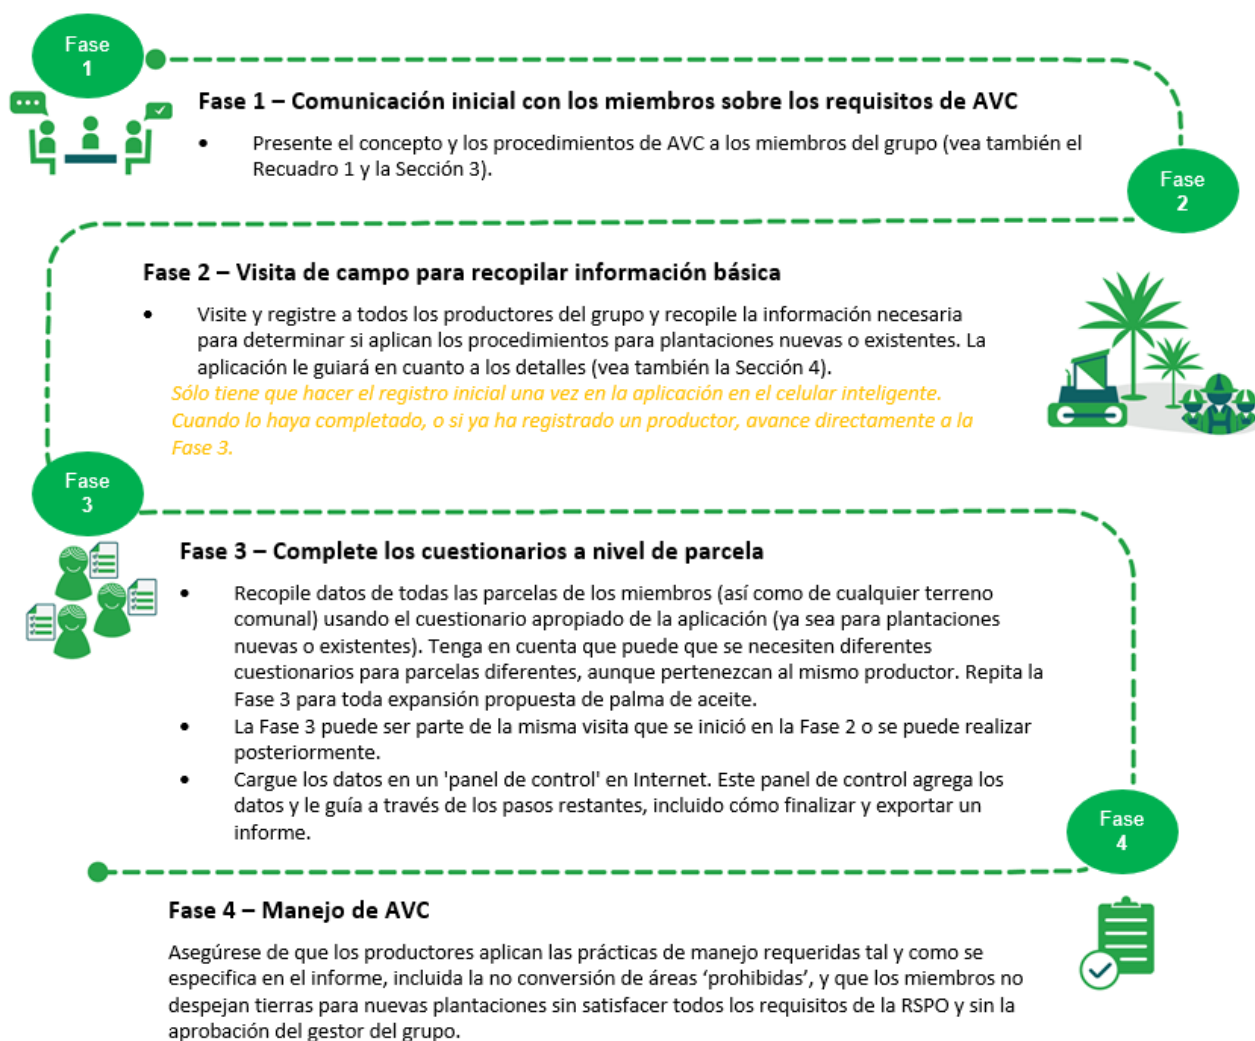 Fase
1
Fase 1 – Comunicación inicial con los miembros sobre los requisitos de AVC
• Presente el concepto y los procedimientos de AVC a los miembros del grupo (vea también el
Recuadro 1 y la Sección 3).
Fase
2
Fase 2 – Visita de campo para recopilar información básica
• Visite y registre a todos los productores del grupo y recopile la información necesaria
para determinar si aplican los procedimientos para plantaciones nuevas o existentes. La
aplicación le guiará en cuanto a los detalles (vea también la Sección 4).
Sólo tiene que hacer el registro inicial una vez en la aplicación en el celular inteligente.
Cuando lo haya completado, o si ya ha registrado un productor, avance directamente a la
Fase 3.
Fase
3
Fase 3 – Complete los cuestionarios a nivel de parcela
• Recopile datos de todas las parcelas de los miembros (así como de cualquier terreno
comunal) usando el cuestionario apropiado de la aplicación (ya sea para plantaciones
nuevas o existentes). Tenga en cuenta que puede que se necesiten diferentes
cuestionarios para parcelas diferentes, aunque pertenezcan al mismo productor. Repita la
Fase 3 para toda expansión propuesta de palma de aceite.
• La Fase 3 puede ser parte de la misma visita que se inició en la Fase 2 o se puede realizar
posteriormente.
• Cargue los datos en un 'panel de control' en Internet. Este panel de control agrega los
datos y le guía a través de los pasos restantes, incluido cómo finalizar y exportar un
informe.
Fase
4
Fase 4 – Manejo de AVC
Asegúrese de que los productores aplican las prácticas de manejo requeridas tal y como se
especifica en el informe, incluida la no conversión de áreas ‘prohibidas’, y que los miembros no
despejan tierras para nuevas plantaciones sin satisfacer todos los requisitos de la RSPO y sin la
aprobación del gestor del grupo.